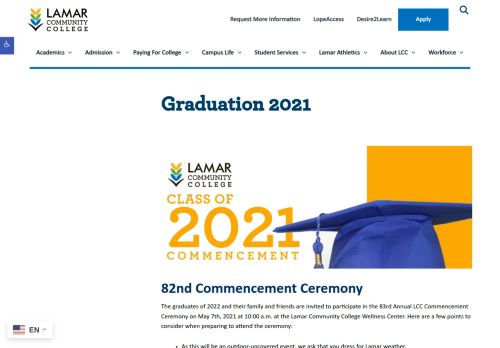 LAMAR
COMMUNITY
COLLEGE
Request More Information LopeAccess Desire2Learn Apply
Academics Admission Paying For College Campus Life Student Services Lamar Athletics About LCC Workforce
Graduation 2021
LAMAR
COMMUNITY
COLLEGE
CLASS OF
2021
COMMENCEMENT
82nd Commencement Ceremony
The graduates of 2022 and their family and friends are invited to participate in the 83rd Annual LCC Commencement
Ceremony on May 7th, 2021 at 10:00 a.m. at the Lamar Community College Wellness Center. Here are a few points to
consider when preparing to attend the ceremony:
• As this will be an outdoor-uncovered event, we ask that you dress for Lamar weather.
EN